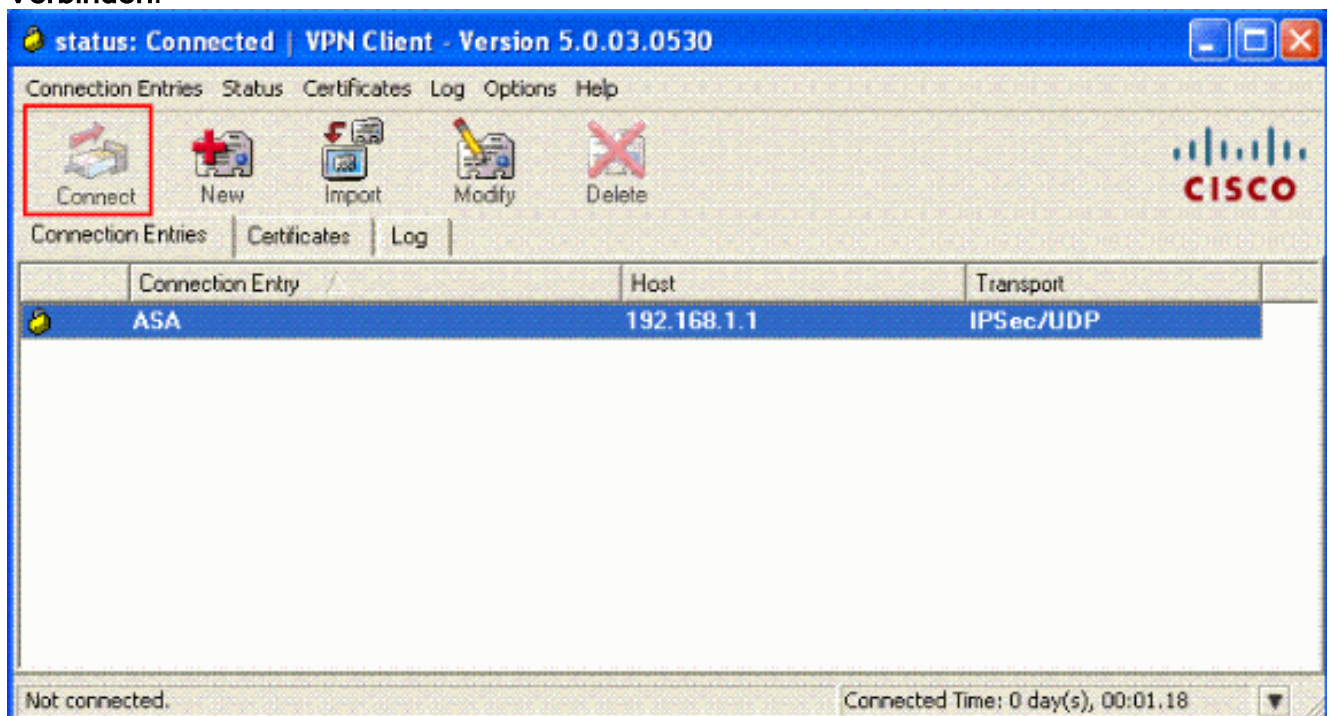 Verbinden.
status: Connected | VPN Client - Version 5.0.03.0530
Connection Entries Status Certificates Log Options Help
Connect New Import Modify Delete
CISCO
Connection Entries Certificates Log
Connection Entry Host Transport
ASA 192.168.1.1 IPSec/UDP
Not connected. Connected Time: 0 day(s), 00:01.18